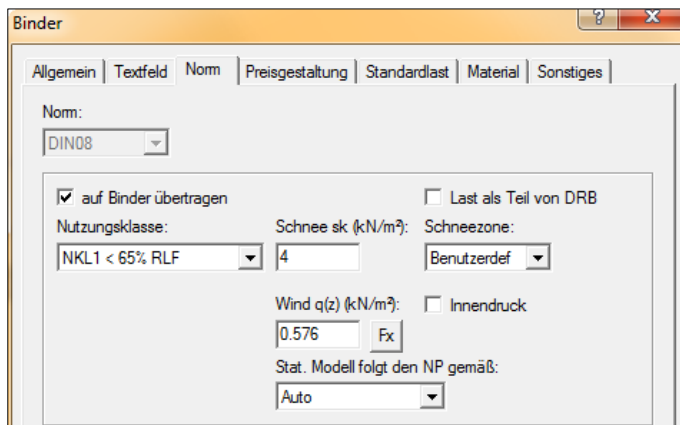 Binder
Allgemein Textfeld Norm Preisgestaltung Standardlast Material Sonstiges
Norm:
DIN08
auf Binder übertragen Last als Teil von DRB
Nutzungsklasse: Schnee sk (kN/m²): Schneezone:
NKL1 < 65% RLF 4 Benutzerdef
Wind q(z) (kN/m²): Innendruck
0.576 Fx
Stat. Modell folgt den NP gemäß:
Auto